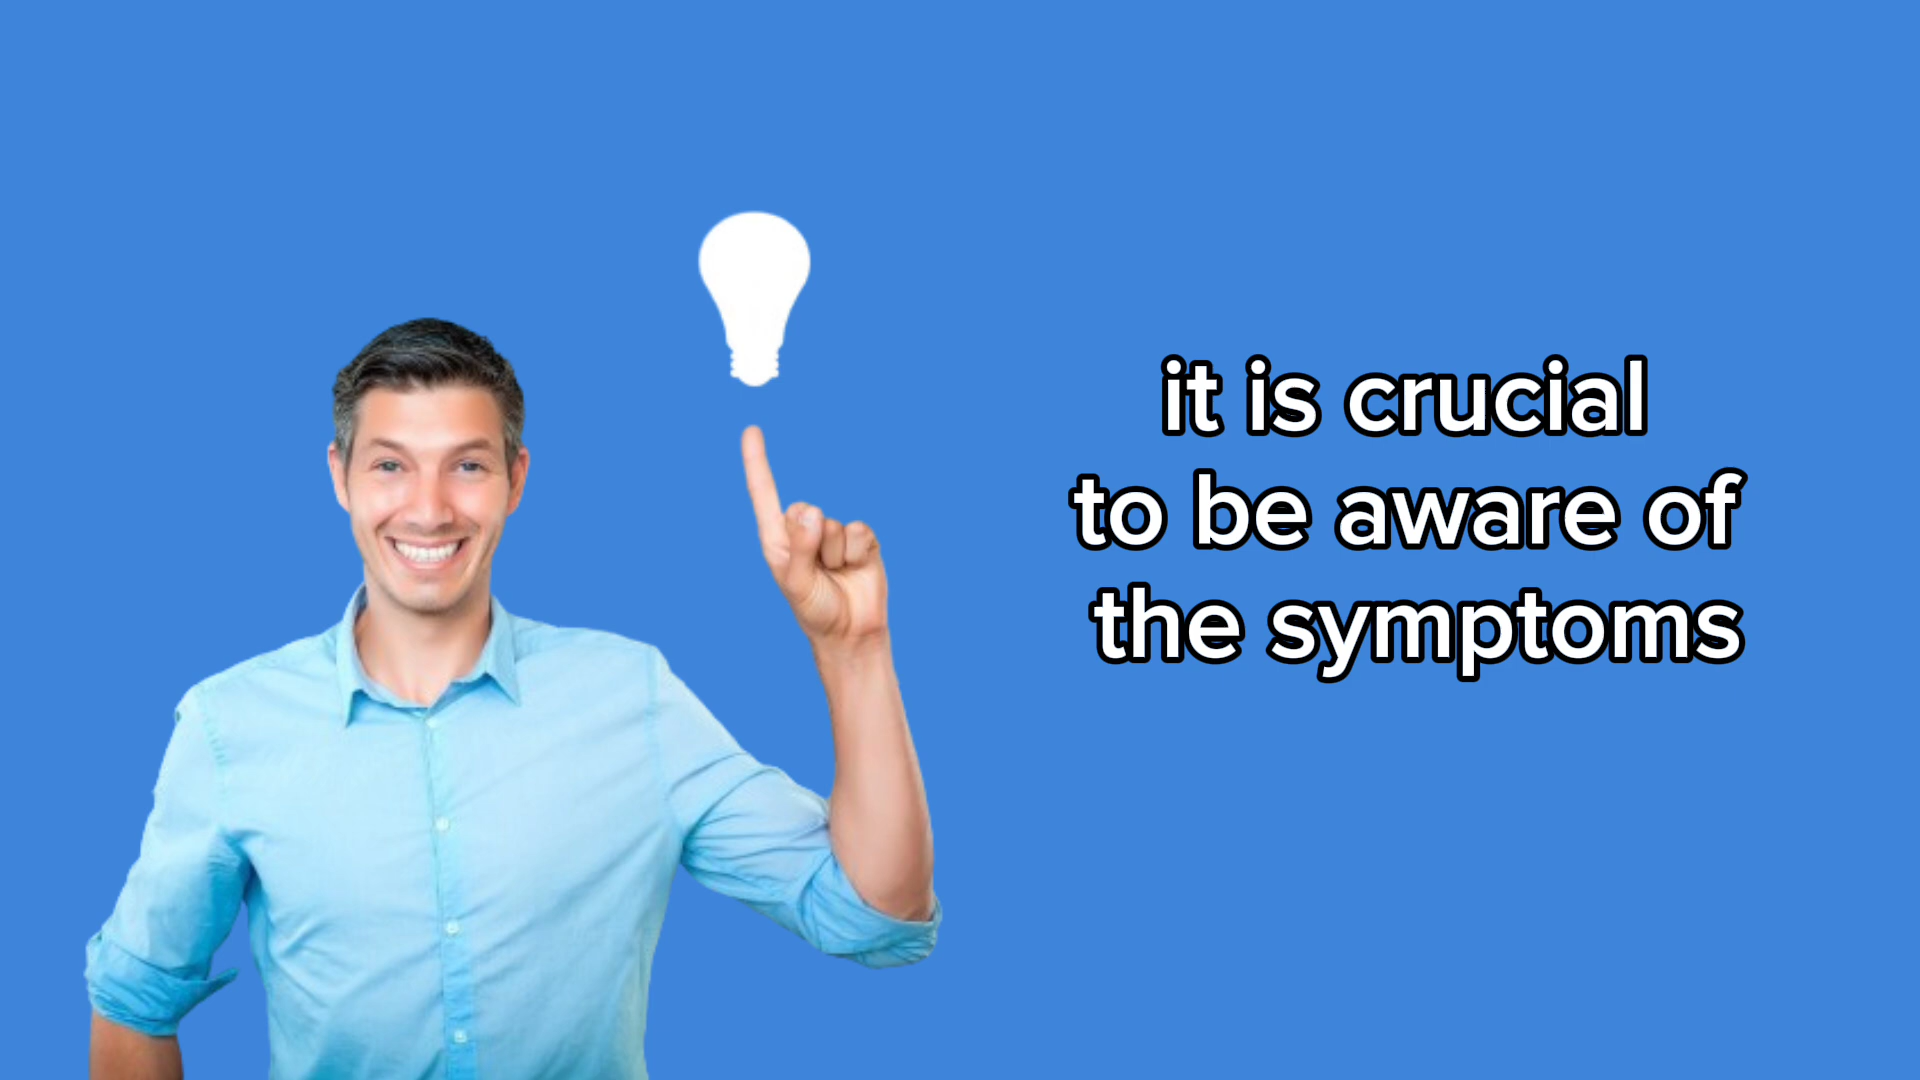 it is crucial
to be aware of
the symptoms